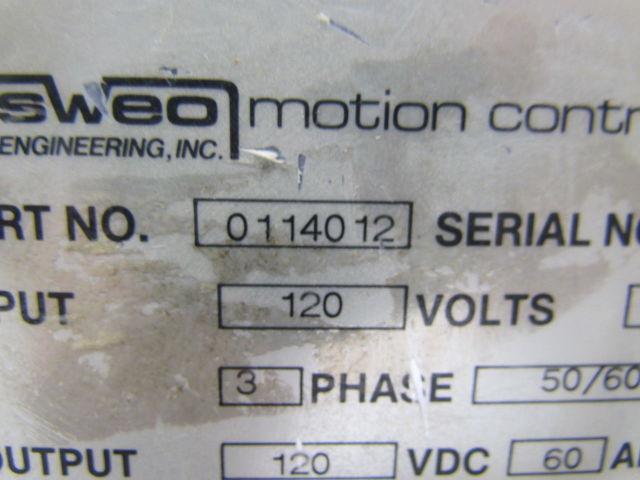 sweo motion contr
ENGINEERING, INC.
RT NO. 0114012 SERIAL NO
PUT 120 VOLTS
3 PHASE 50/60
OUTPUT 120 VDC 60 A